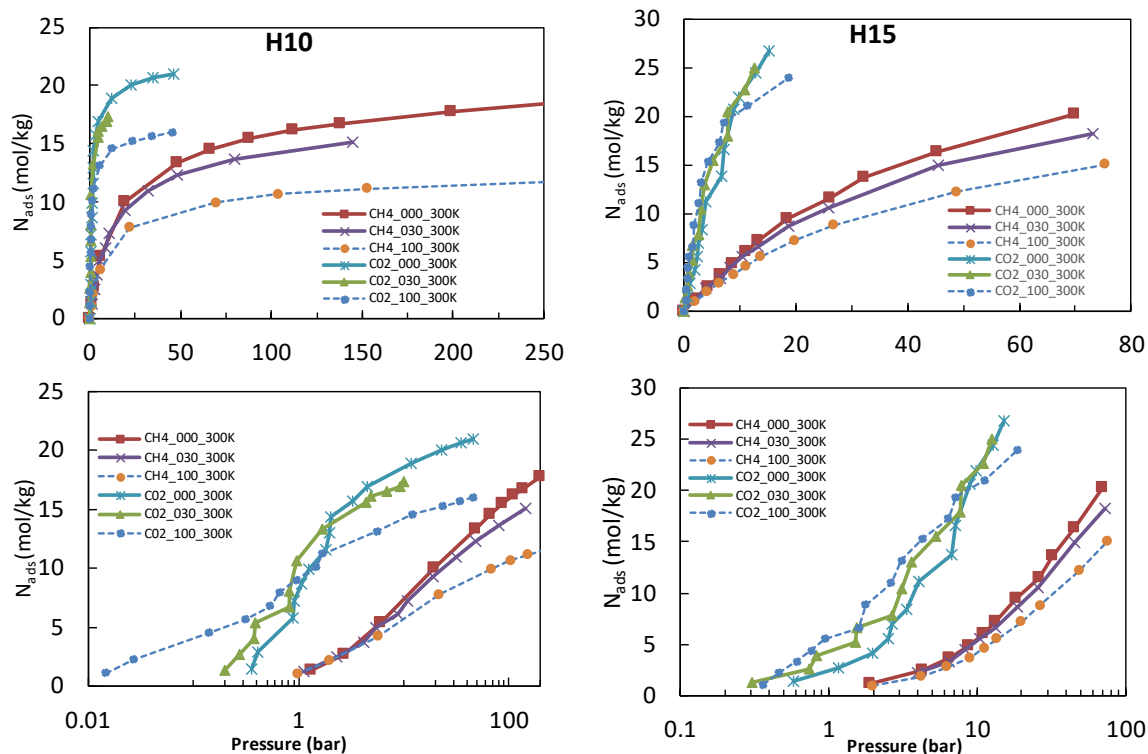 H10
25
20
15
10
5
0
N_ads (mol/kg)
CH4_000_300K
CH4_030_300K
CH4_100_300K
C02_000_300K
C02_030_300K
C02_100_300K
0 50 100 150 200 250
H15
30
25
20
15
10
5
0
N_ads (mol/kg)
CH4_000_300K
CH4_030_300K
CH4_100_300K
CO2_000_300K
CO2_030_300K
CO2_100_300K
0 20 40 60 80
25
20
15
10
5
0
N_ads (mol/kg)
CH4_000_300K
CH4_030_300K
CH4_100_300K
C02_000_300K
C02_030_300K
C02_100_300K
0.01 1 100
Pressure (bar)
30
25
20
15
10
5
0
N_ads (mol/kg)
CH4_000_300K
CH4_030_300K
CH4_100_300K
CO2_000_300K
CO2_030_300K
CO2_100_300K
0.1 1 10 100
Pressure (bar)